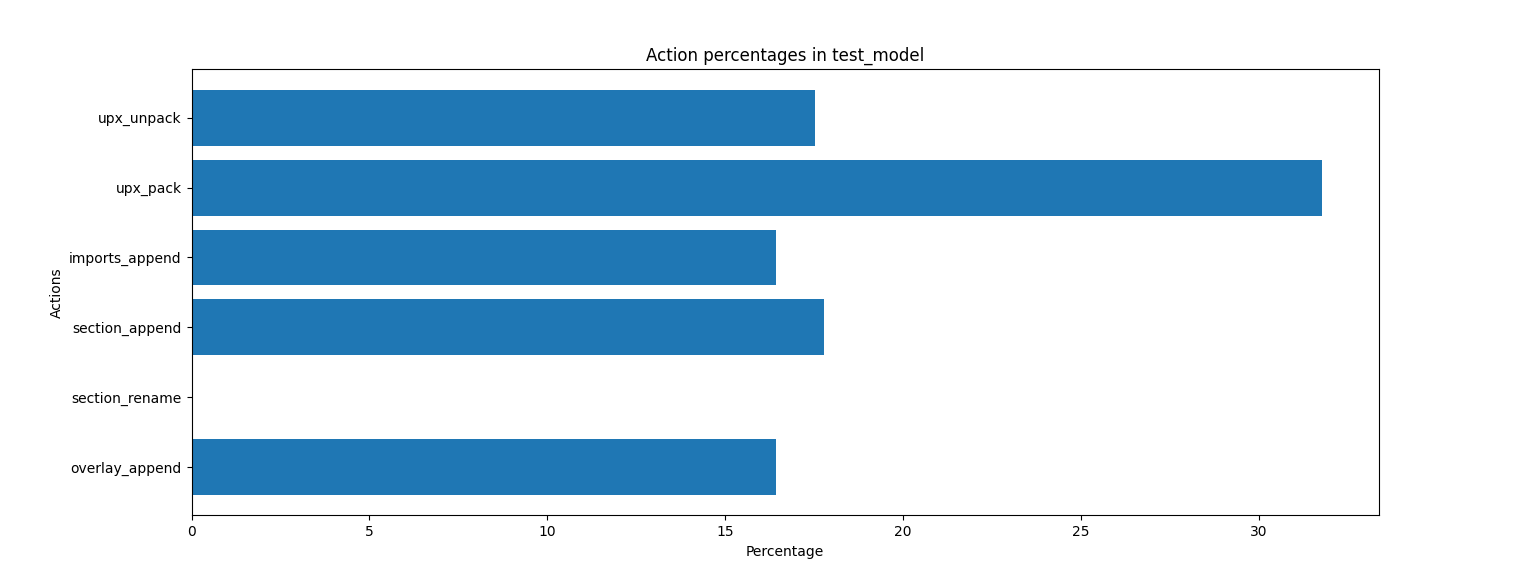 Action percentages in test_model
upx_unpack
upx_pack
imports_append
section_append
section_rename
overlay_append
Actions
0 5 10 15 20 25 30
Percentage